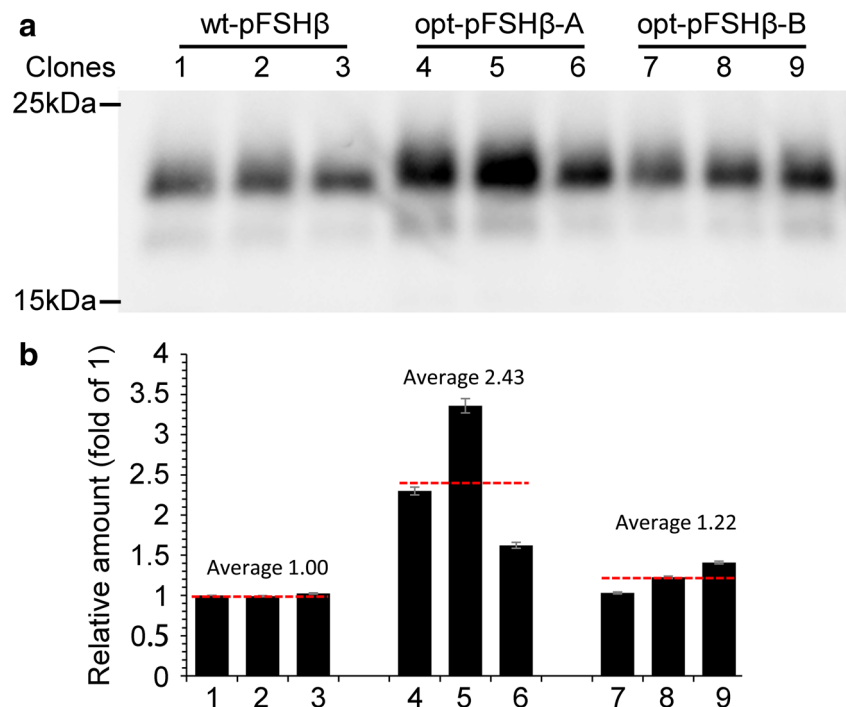 a
wt-pFSHβ opt-pFSHβ-A opt-pFSHβ-B
Clones 1 2 3 4 5 6 7 8 9
25kDa
15kDa
b
Relative amount (fold of 1)
4
3.5
3
2.5
2
1.5
1
0.5
0
Average 1.00
Average 2.43
Average 1.22
1 2 3 4 5 6 7 8 9